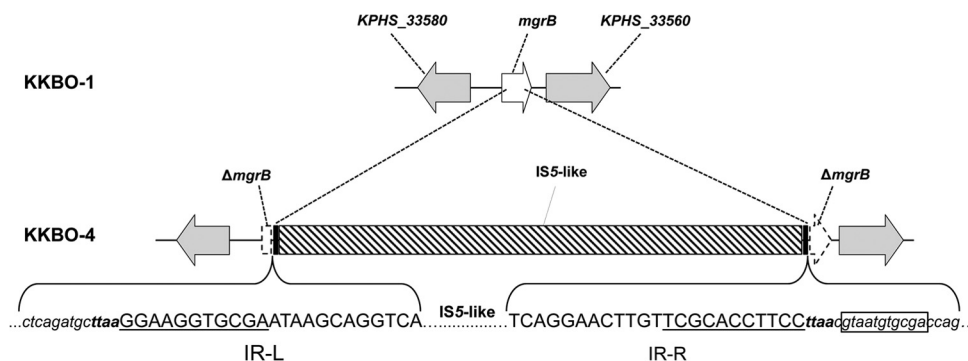 KPHS_33580 mgrB KPHS_33560
KKBO-1
ΔmgrB IS5-like ΔmgrB
KKBO-4
...ctcagatgcttaaGGAAGGTGCGAATAAGCAGGTCA......IS5-like......TCAGGAACTTGTTCGCACCTTCCttaacgtaatgtgcgaccag...
IR-L IR-R